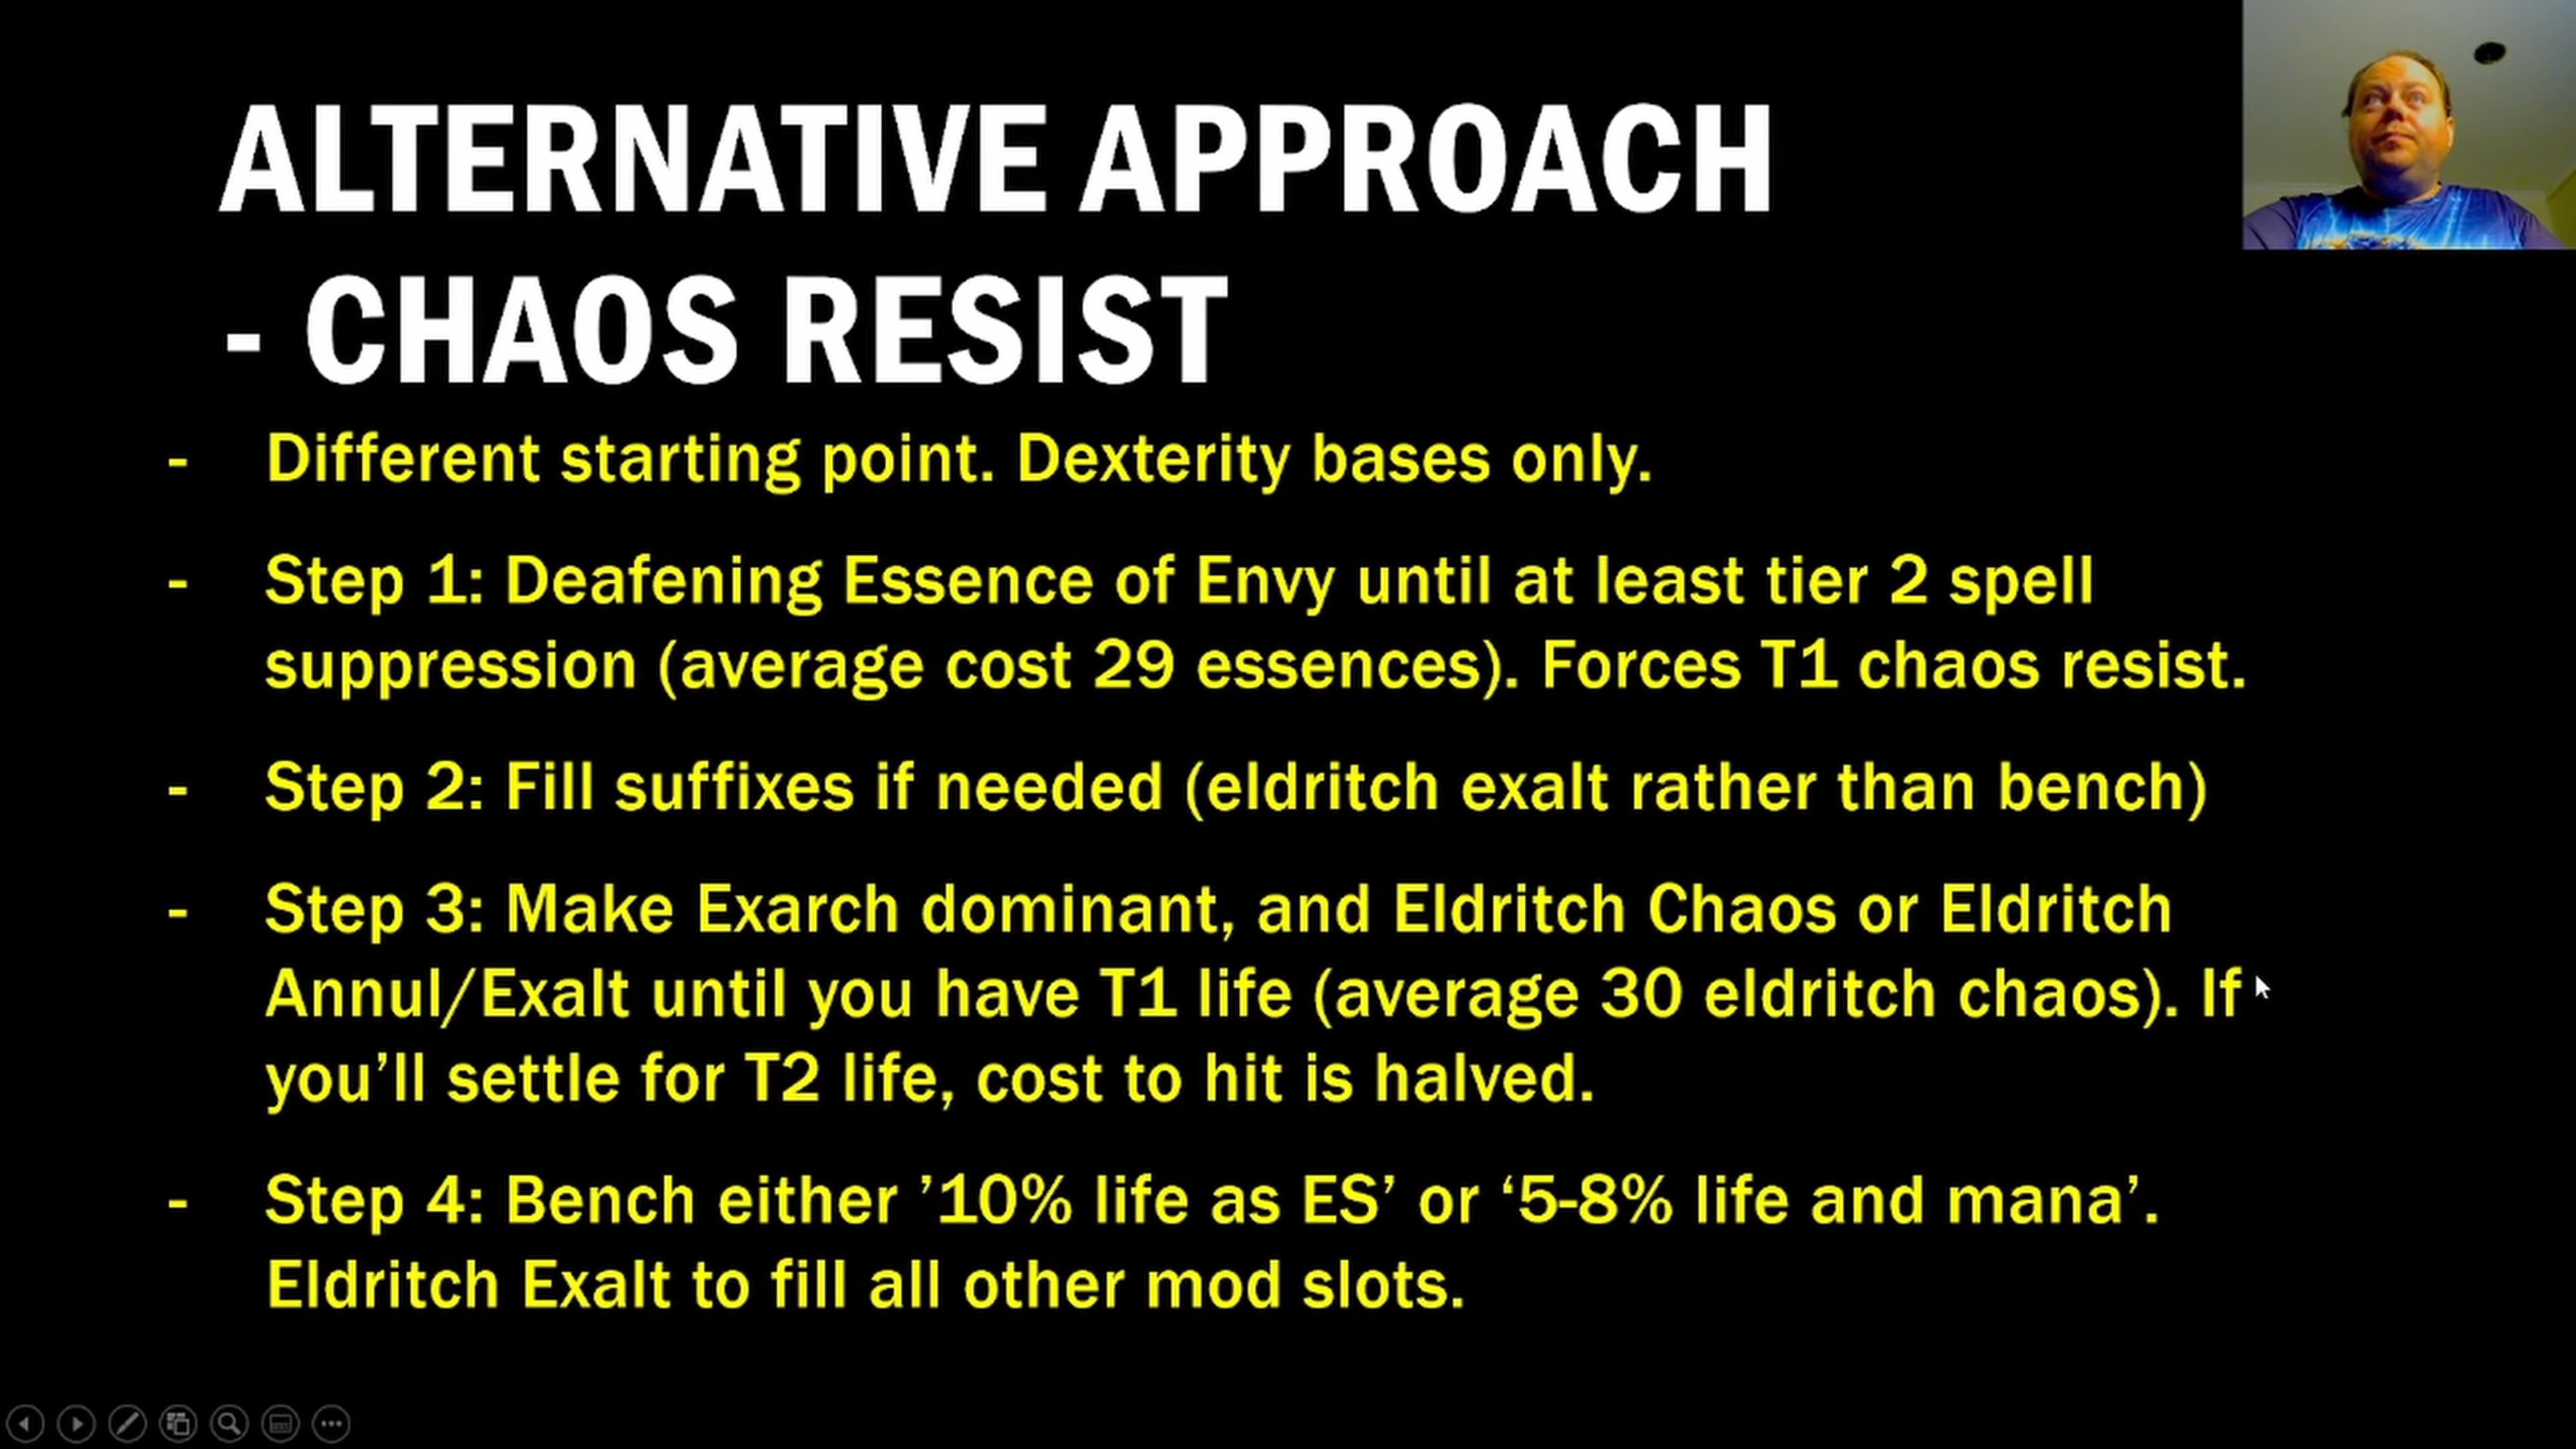 ALTERNATIVE APPROACH
- CHAOS RESIST
- Different starting point. Dexterity bases only.
- Step 1: Deafening Essence of Envy until at least tier 2 spell
suppression (average cost 29 essences). Forces T1 chaos resist.
- Step 2: Fill suffixes if needed (eldritch exalt rather than bench)
- Step 3: Make Exarch dominant, and Eldritch Chaos or Eldritch
Annul/Exalt until you have T1 life (average 30 eldritch chaos). If
you’ll settle for T2 life, cost to hit is halved.
- Step 4: Bench either ’10% life as ES’ or ‘5-8% life and mana’.
Eldritch Exalt to fill all other mod slots.